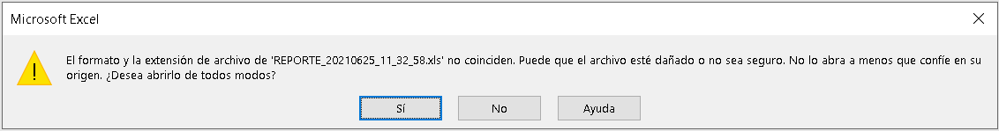 Microsoft Excel
El formato y la extensión de archivo de 'REPORTE_20210625_11_32_58.xls' no coinciden. Puede que el archivo esté dañado o no sea seguro. No lo abra a menos que confíe en su
origen. ¿Desea abrirlo de todos modos?
Sí No Ayuda